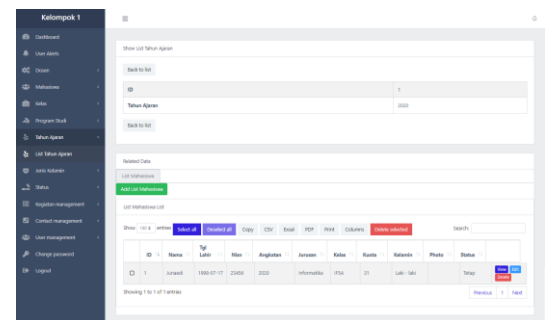 Kelompok 1
Dashboard
User Alerts
Dosen
Mahasiswa
Kelas
Program Studi
Tahun Ajaran
List Tahun Ajaran
Jenis Kelamin
Status
Kegiatan management
Contact management
User management
Change password
Logout
Show List Tahun Ajaran
Back to list
ID 1
Tahun Ajaran 2020
Back to list
Related Data
List Mahasiswa
Add List Mahasiswa
List Mahasiswa List
Show 100 entries Select all Deselect all Copy CSV Excel PDF Print Columns Delete selected Search:
ID Nama Tgl Lahir Nim Angkatan Jurusan Kelas Kuota Kelamin Photo Status
1 Junaedi 1998-07-17 23456 2020 Informatika IF5A 31 Laki - laki Tetap View Edit
Delete
Showing 1 to 1 of 1 entries
Previous 1 Next